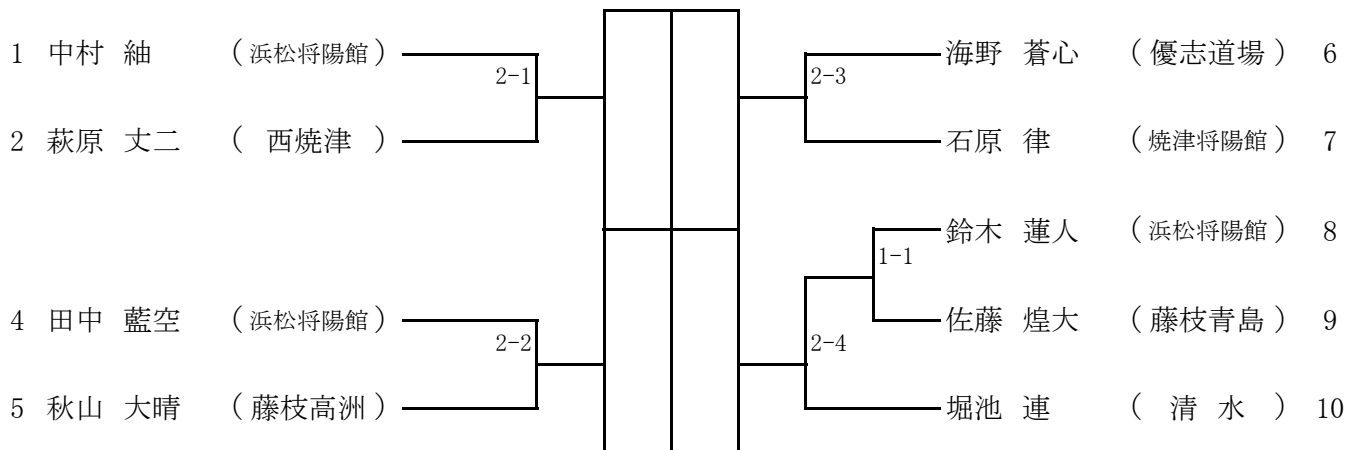 1 中村 紬 （浜松将陽館）
2-1
2 萩原 丈二 （ 西焼津 ）
4 田中 藍空 （浜松将陽館）
2-2
5 秋山 大晴 （藤枝高洲）
海野 蒼心 （優志道場） 6
2-3
石原 律 （焼津将陽館） 7
鈴木 蓮人 （浜松将陽館） 8
1-1
佐藤 煌大 （藤枝青島） 9
2-4
堀池 連 （ 清 水 ） 10